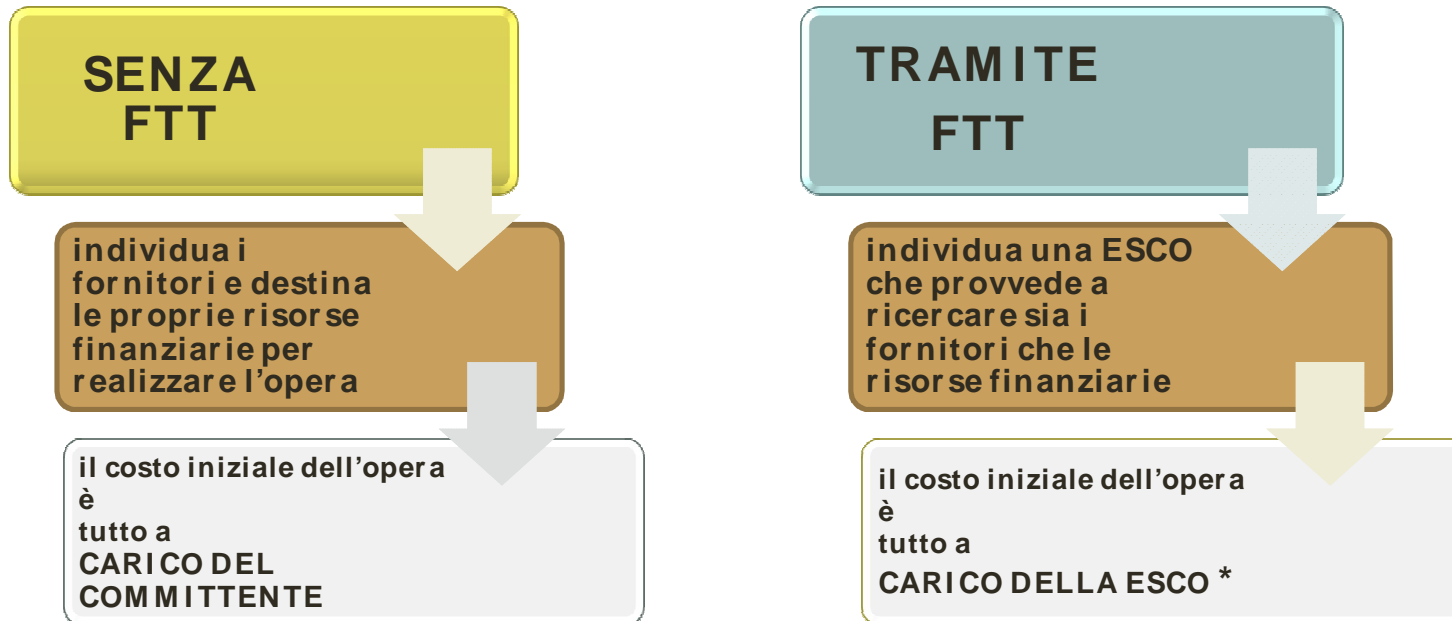 SENZA
FTT
individua i
fornitori e destina
le proprie risorse
finanziarie per
realizzare l’opera
il costo iniziale dell’opera
è
tutto a
CARICO DEL
COMMITTENTE
TRAMITE
FTT
individua una ESCO
che provvede a
ricercare sia i
fornitori che le
risorse finanziarie
il costo iniziale dell’opera
è
tutto a
CARICO DELLA ESCO *